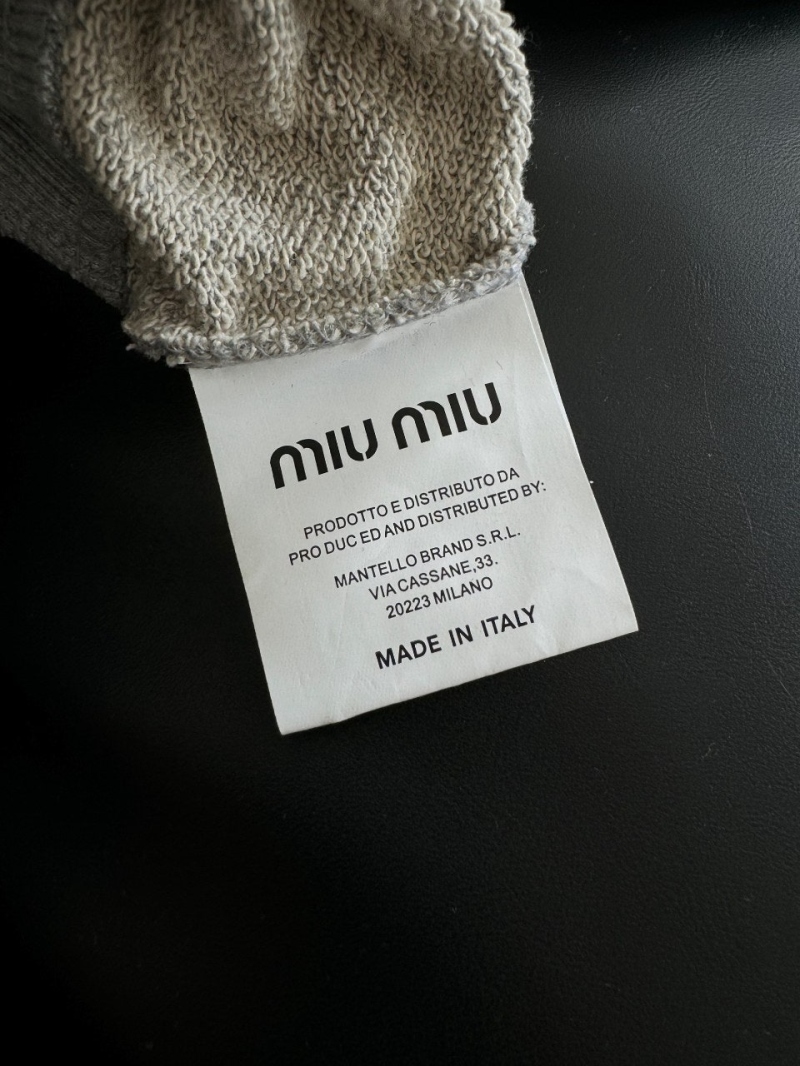 miu miu
PRODOTTO E DISTRIBUTO DA
PRO DUC ED AND DISTRIBUTED BY:
MANTELLO BRAND S.R.L.
VIA CASSANE,33.
20223 MILANO
MADE IN ITALY